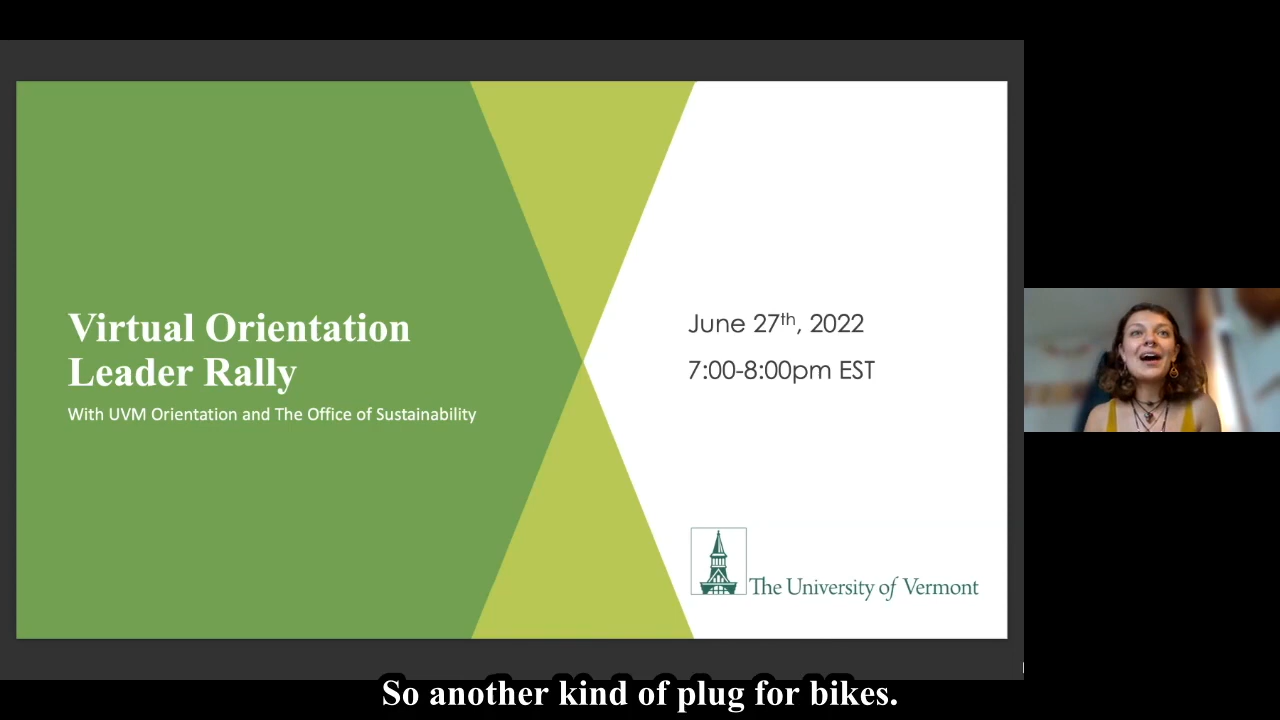 Virtual Orientation
Leader Rally
With UVM Orientation and The Office of Sustainability
June 27th, 2022
7:00-8:00pm EST
The University of Vermont
So another kind of plug for bikes.